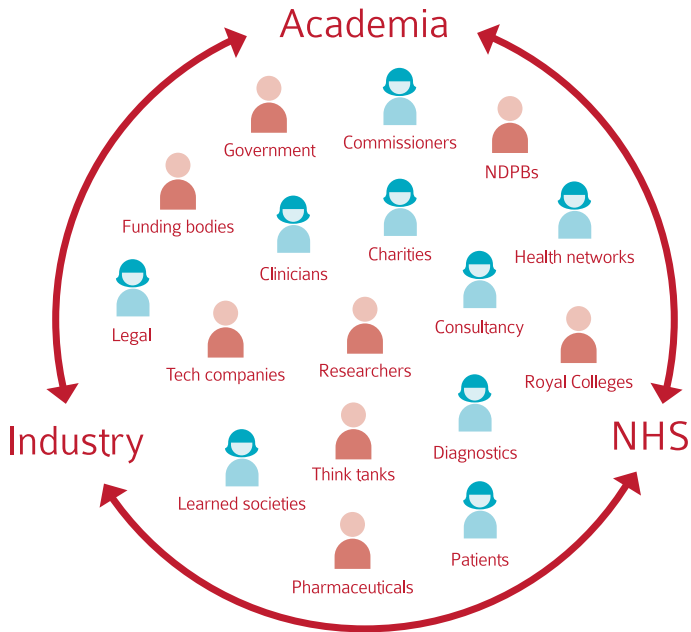 Academia
Government
Commissioners
NDPBs
Funding bodies
Clinicians
Charities
Health networks
Legal
Tech companies
Researchers
Consultancy
Royal Colleges
Industry
NHS
Learned societies
Think tanks
Diagnostics
Pharmaceuticals
Patients